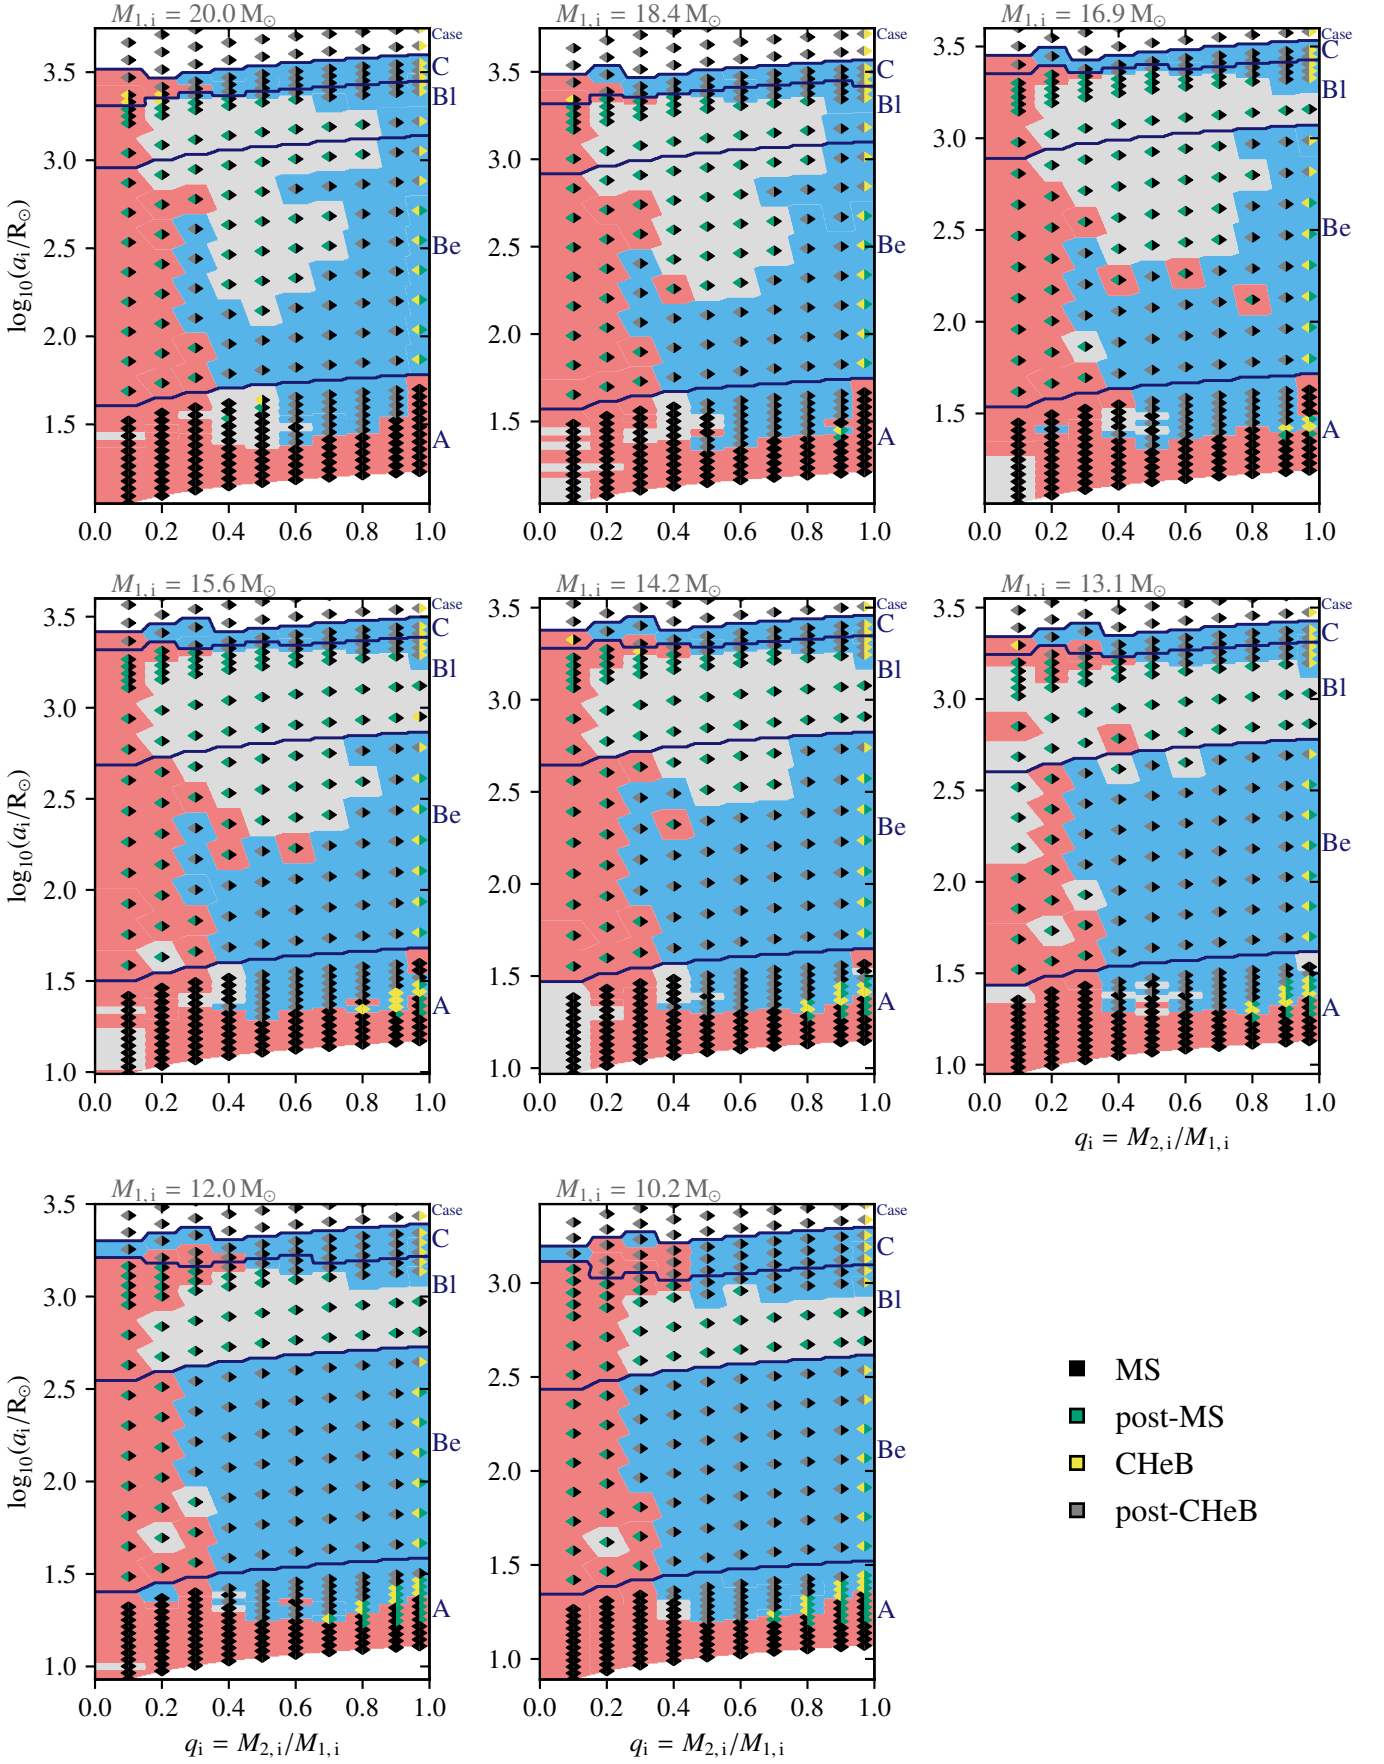 M1,i = 20.0 M☉
Case
C
Bl
Be
A
3.5
3.0
2.5
2.0
1.5
log10(ai/R☉)
0.0 0.2 0.4 0.6 0.8 1.0
M1,i = 18.4 M☉
Case
C
Bl
Be
A
3.5
3.0
2.5
2.0
1.5
0.0 0.2 0.4 0.6 0.8 1.0
M1,i = 16.9 M☉
Case
C
Bl
Be
A
3.5
3.0
2.5
2.0
1.5
0.0 0.2 0.4 0.6 0.8 1.0
M1,i = 15.6 M☉
Case
C
Bl
Be
A
3.5
3.0
2.5
2.0
1.5
1.0
log10(ai/R☉)
0.0 0.2 0.4 0.6 0.8 1.0
M1,i = 14.2 M☉
Case
C
Bl
Be
A
3.5
3.0
2.5
2.0
1.5
1.0
0.0 0.2 0.4 0.6 0.8 1.0
M1,i = 13.1 M☉
Case
C
Bl
Be
A
3.5
3.0
2.5
2.0
1.5
1.0
0.0 0.2 0.4 0.6 0.8 1.0
qi = M2,i/M1,i
M1,i = 12.0 M☉
Case
C
Bl
Be
A
3.5
3.0
2.5
2.0
1.5
1.0
log10(ai/R☉)
0.0 0.2 0.4 0.6 0.8 1.0
qi = M2,i/M1,i
M1,i = 10.2 M☉
Case
C
Bl
Be
A
3.0
2.5
2.0
1.5
1.0
0.0 0.2 0.4 0.6 0.8 1.0
qi = M2,i/M1,i
MS
post-MS
CHeB
post-CHeB